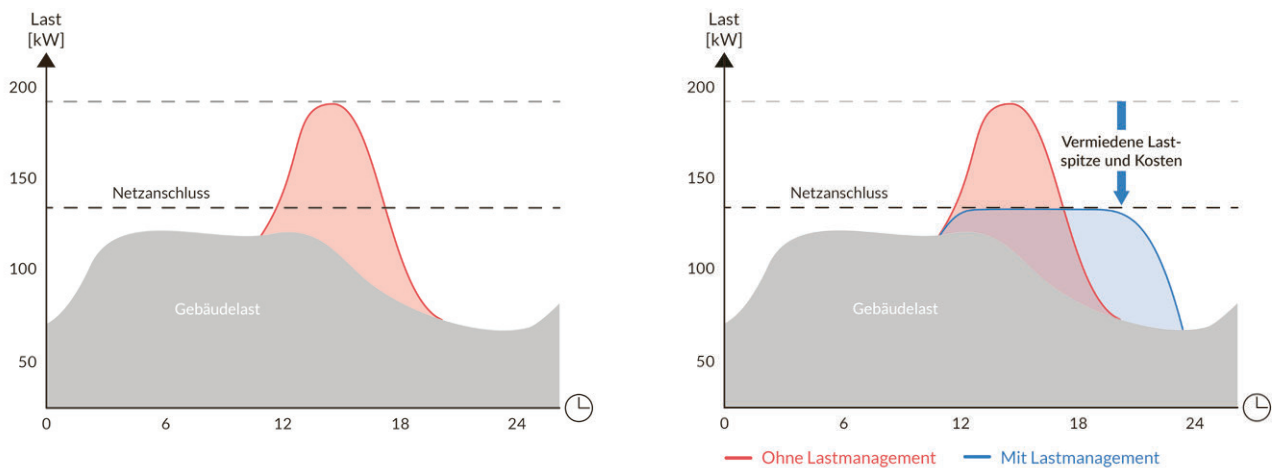 Last
[kW]
200
150
100
50
Netzanschluss
Gebäudelast
0
6
12
18
24
Last
[kW]
200
150
100
50
Vermiedene Last-
spitze und Kosten
Netzanschluss
Gebäudelast
0
6
12
18
24
Ohne Lastmanagement
Mit Lastmanagement